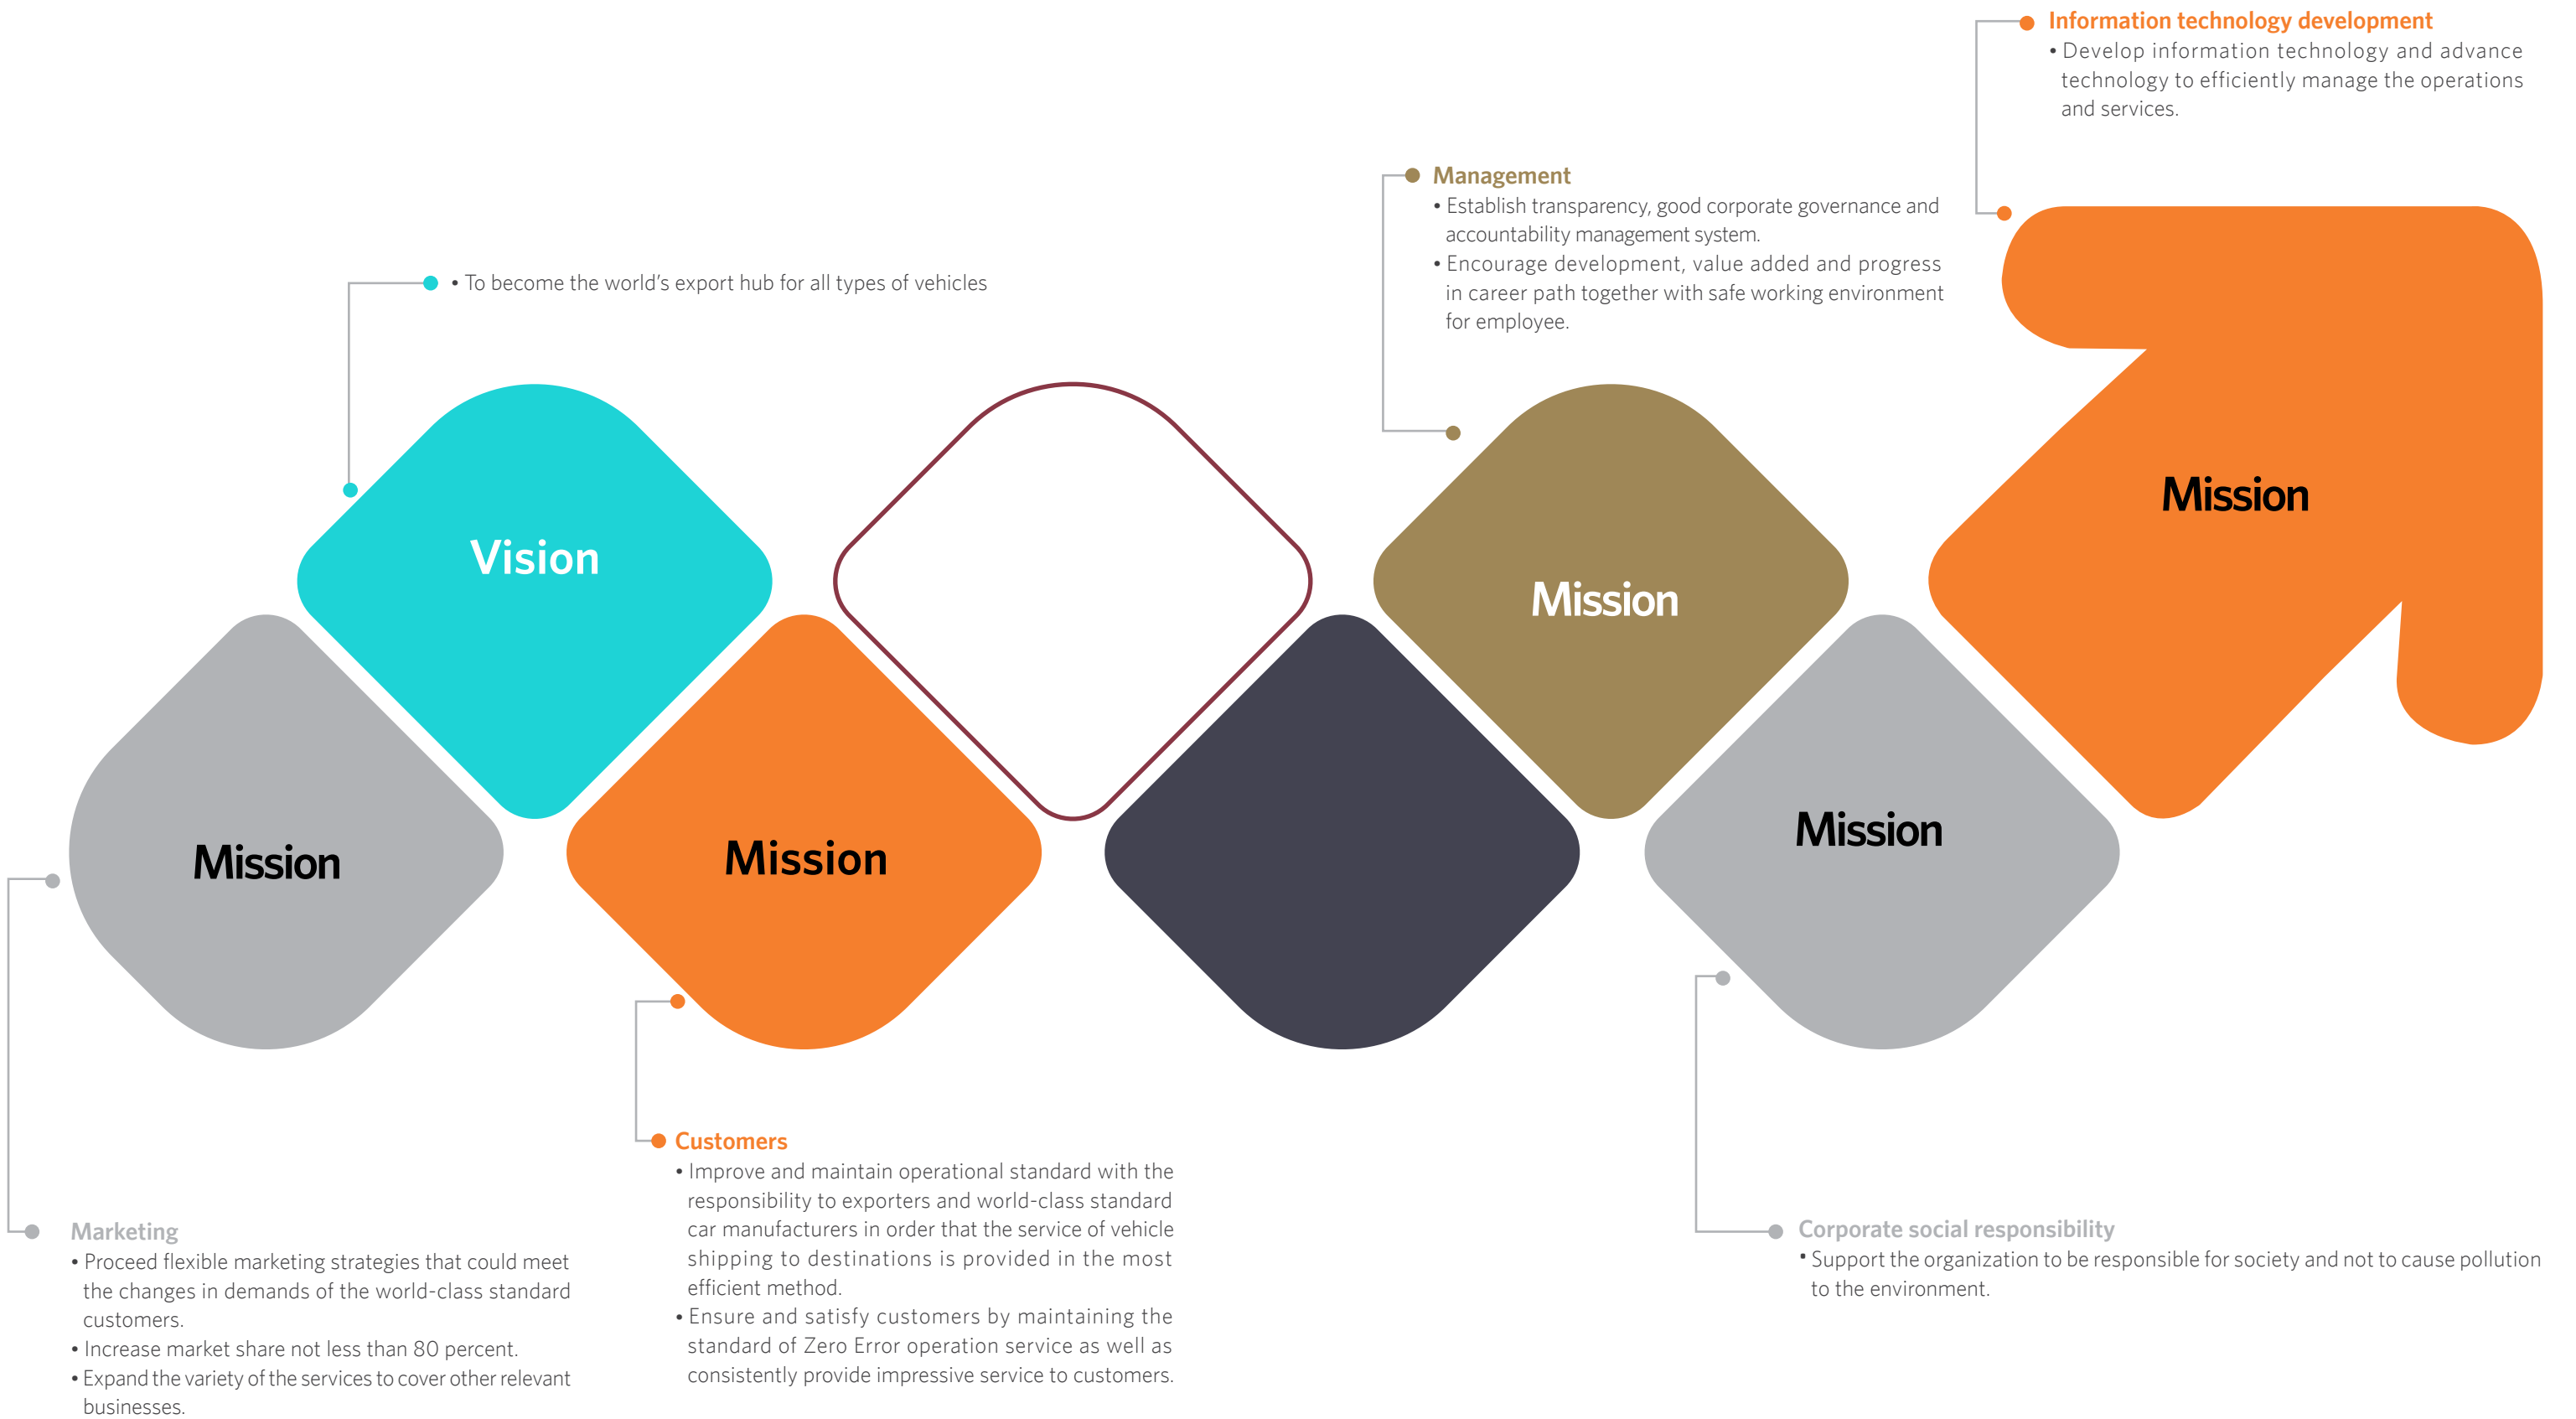 Information technology development
• Develop information technology and advance
technology to efficiently manage the operations
and services.
Management
• Establish transparency, good corporate governance and
accountability management system.
• Encourage development, value added and progress
in career path together with safe working environment
for employee.
• To become the world's export hub for all types of vehicles
Vision
Mission
Mission
Mission
Mission
Mission
Customers
• Improve and maintain operational standard with the
responsibility to exporters and world-class standard
car manufacturers in order that the service of vehicle
shipping to destinations is provided in the most
efficient method.
• Ensure and satisfy customers by maintaining the
standard of Zero Error operation service as well as
consistently provide impressive service to customers.
Marketing
• Proceed flexible marketing strategies that could meet
the changes in demands of the world-class standard
customers.
• Increase market share not less than 80 percent.
• Expand the variety of the services to cover other relevant
businesses.
Corporate social responsibility
• Support the organization to be responsible for society and not to cause pollution
to the environment.